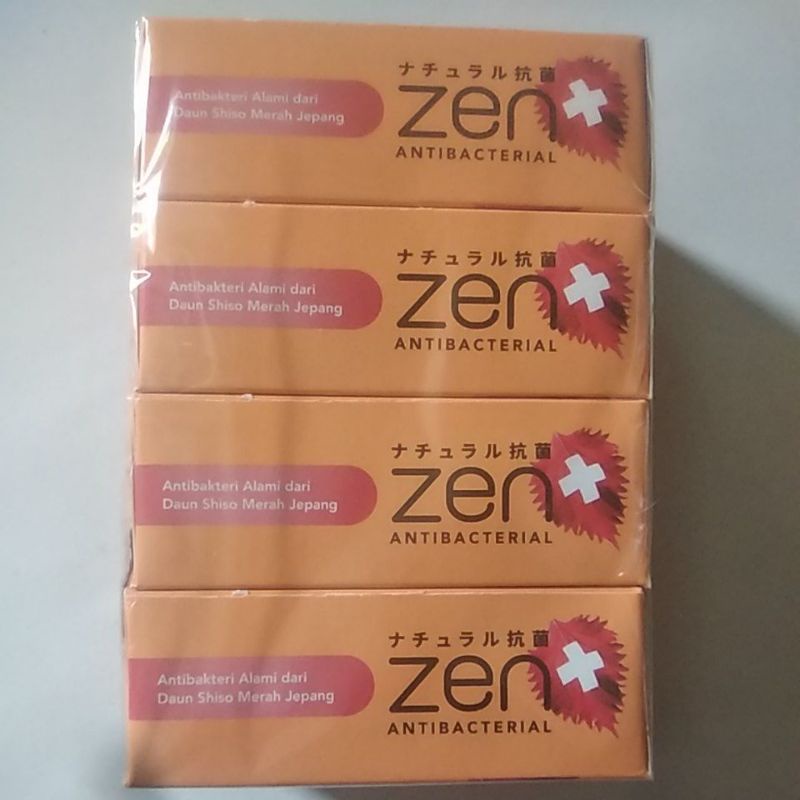 ナチュラル抗菌
Antibakteri Alami dari
Daun Shiso Merah Jepang
zen
ANTIBACTERIAL
ナチュラル抗菌
Antibakteri Alami dari
Daun Shiso Merah Jepang
zen
ANTIBACTERIAL
ナチュラル抗菌
Antibakteri Alami dari
Daun Shiso Merah Jepang
zen
ANTIBACTERIAL
ナチュラル抗菌
Antibakteri Alami dari
Daun Shiso Merah Jepang
zen
ANTIBACTERIAL